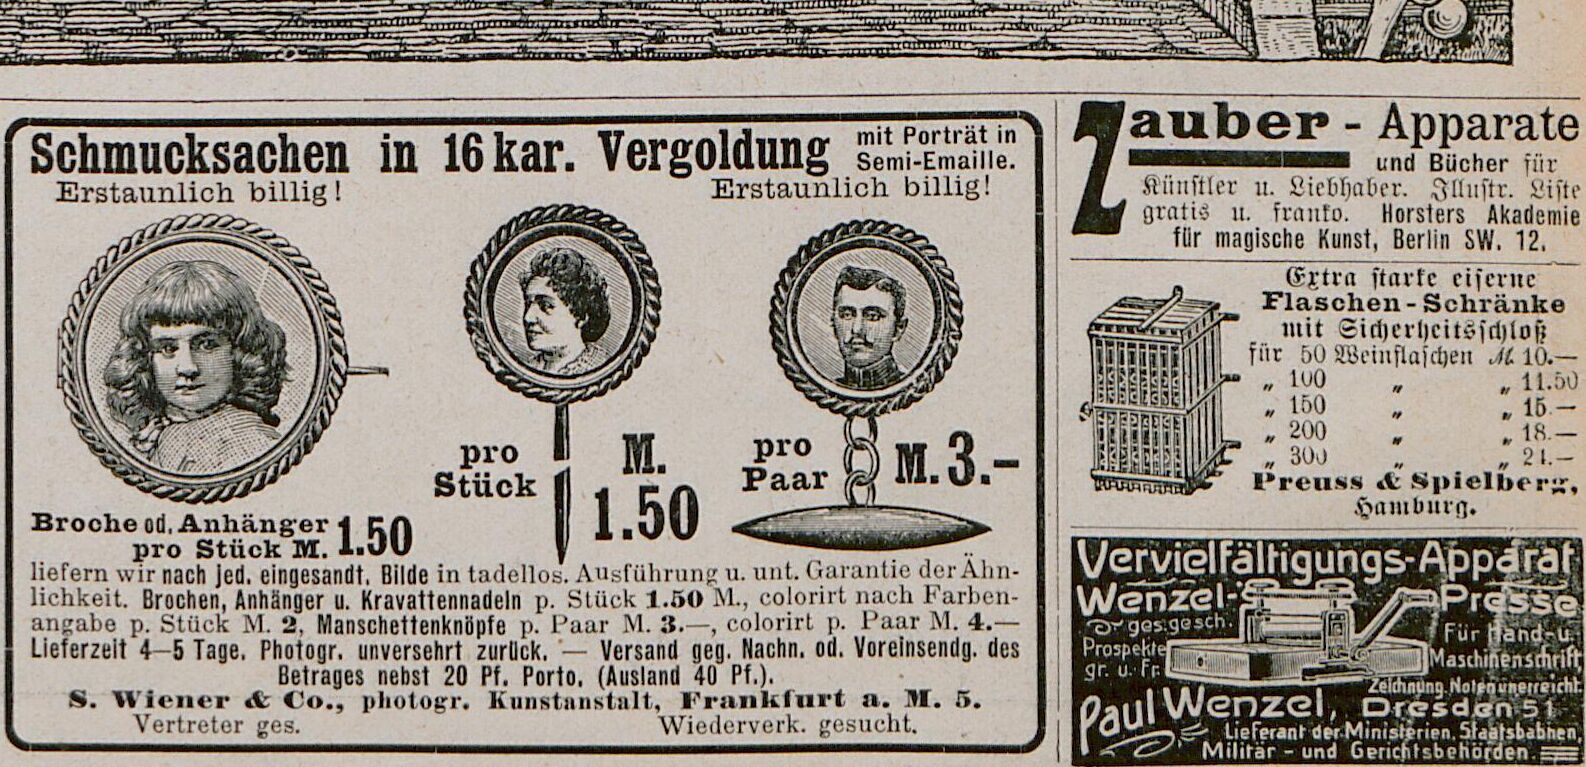 Schmucksachen in 16 kar. Vergoldung mit Porträt in
Semi-Emaille.
Erstaunlich billig! Erstaunlich billig!
pro
Stück
M.
1.50
pro
Paar
M. 3.-
Broche od. Anhänger
pro Stück M. 1.50
liefern wir nach jed. eingesandt. Bilde in tadellos. Ausführung u. unt. Garantie der Ähn-
lichkeit. Brochen, Anhänger u. Kravattennadeln p. Stück 1.50 M., colorirt nach Farben-
angabe p. Stück M. 2, Manschettenknöpfe p. Paar M. 3.—, colorirt p. Paar M. 4.—
Lieferzeit 4—5 Tage. Photogr. unversehrt zurück. — Versand geg. Nachn. od. Voreinsendg. des
Betrages nebst 20 Pf. Porto. (Ausland 40 Pf.).
S. Wiener & Co., photogr. Kunstanstalt, Frankfurt a. M. 5.
Vertreter ges. Wiederverk. gesucht.
Zauber - Apparate
und Bücher für
Künstler u. Liebhaber. Illustr. Liste
gratis u. franko. Horsters Akademie
für magische Kunst, Berlin SW. 12.
Extra starke eiserne
Flaschen-Schränke
mit Sicherheitsschloß
für 50 Weinflaschen M. 10.—
„ 100 „ „ 11.50
„ 150 „ „ 15.—
„ 200 „ „ 18.—
„ 300 „ „ 21.—
Preuss & Spielberg,
Hamburg.
Vervielfältigungs-Apparat
Wenzel-Presse
ges. gesch.
Prospekte
gr. u. fr.
Für Hand- u.
Maschinenschrift
Zeichnung. Noten unerreicht.
Paul Wenzel, Dresden 51
Lieferant der Ministerien, Staatsbahnen,
Militär- und Gerichtsbehörden.